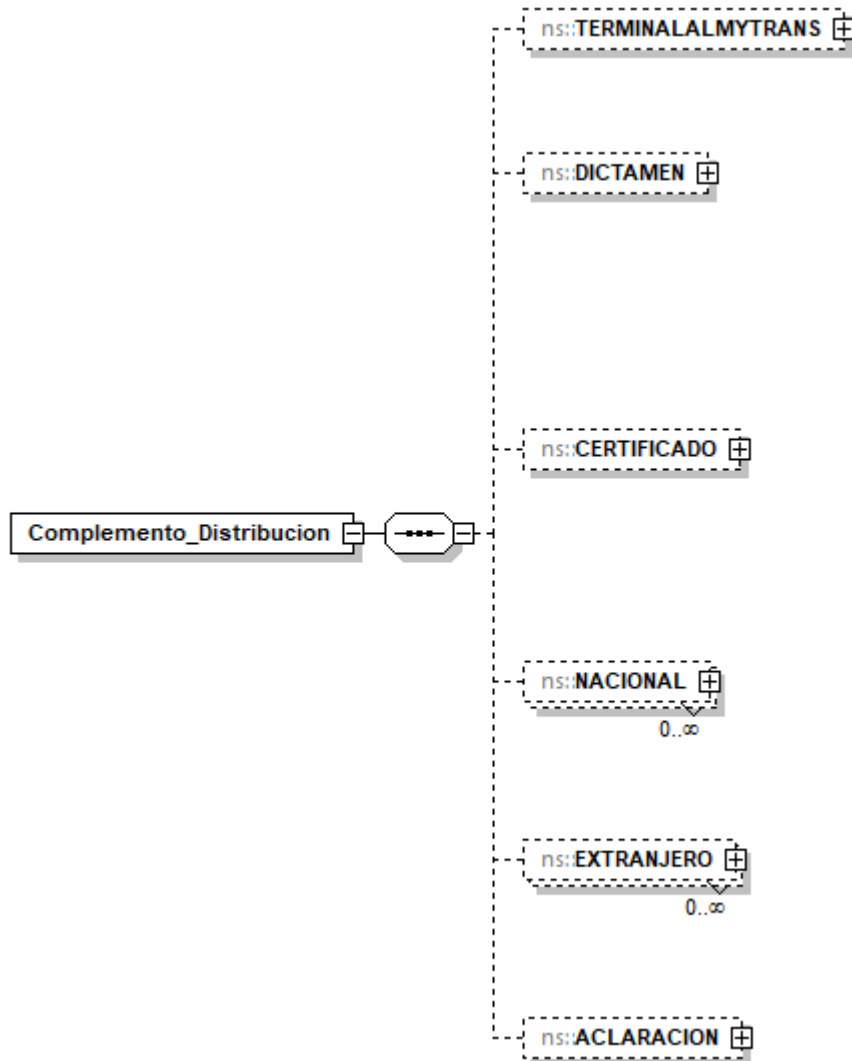 ns::TERMINALALMYTRANS
ns::DICTAMEN
ns::CERTIFICADO
Complemento_Distribucion
ns::NACIONAL
0..∞
ns::EXTRANJERO
0..∞
ns::ACLARACION